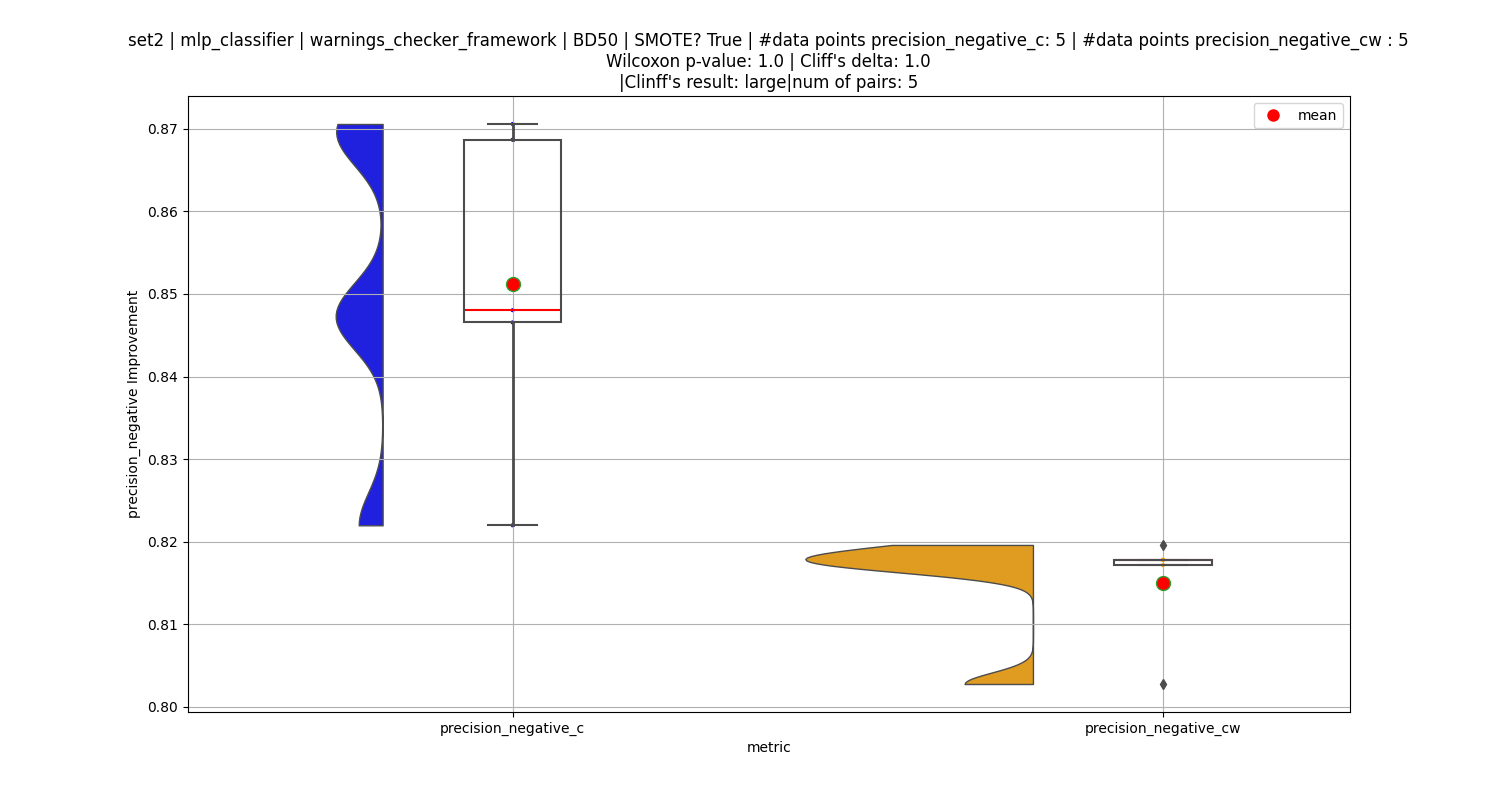 set2 | mlp_classifier | warnings_checker_framework | BD50 | SMOTE? True | #data points precision_negative_c: 5 | #data points precision_negative_cw : 5
Wilcoxon p-value: 1.0 | Cliff's delta: 1.0
|Clinff's result: large|num of pairs: 5
mean
0.87
0.86
0.85
0.84
0.83
0.82
0.81
0.80
precision_negative Improvement
precision_negative_c
precision_negative_cw
metric